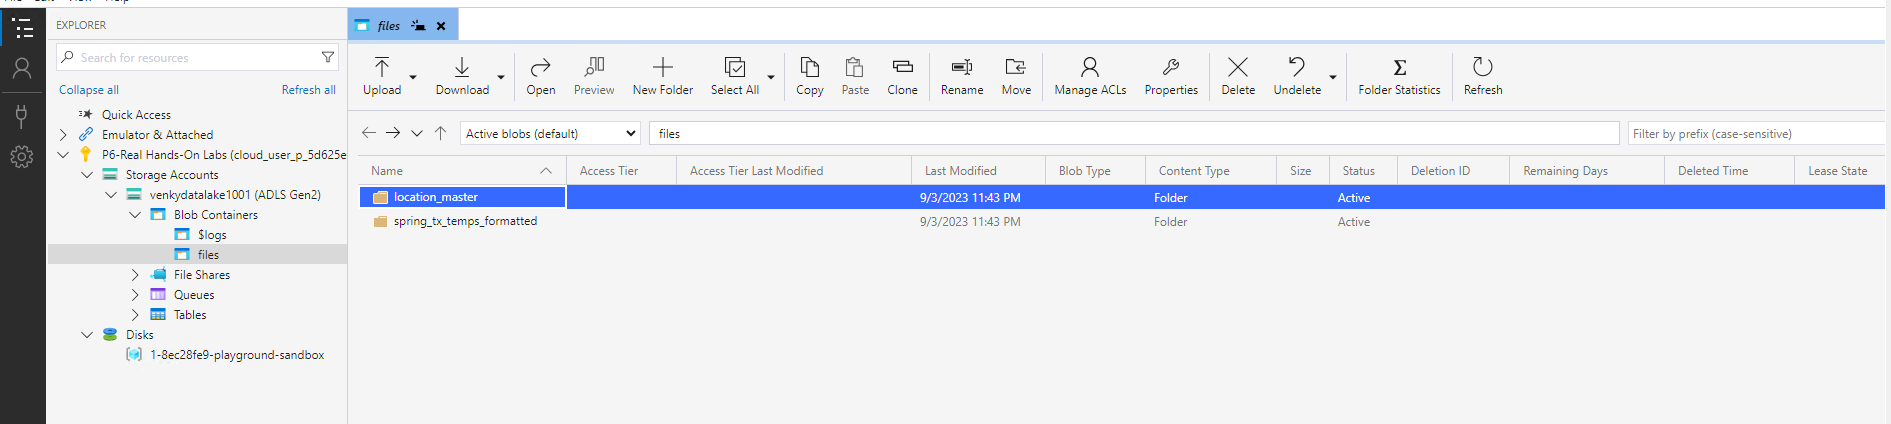 EXPLORER
Search for resources
Collapse all
Refresh all
Quick Access
Emulator & Attached
P6-Real Hands-On Labs (cloud_user_p_5d625e
Storage Accounts
venkydatalake1001 (ADLS Gen2)
Blob Containers
$logs
files
File Shares
Queues
Tables
Disks
1-8ec28fe9-playground-sandbox
files
Upload Download Open Preview New Folder Select All Copy Paste Clone Rename Move Manage ACLs Properties Delete Undelete Folder Statistics Refresh
Active blobs (default) files Filter by prefix (case-sensitive)
Name Access Tier Access Tier Last Modified Last Modified Blob Type Content Type Size Status Deletion ID Remaining Days Deleted Time Lease State
location_master 9/3/2023 11:43 PM Folder Active
spring_tx_temps_formatted 9/3/2023 11:43 PM Folder Active